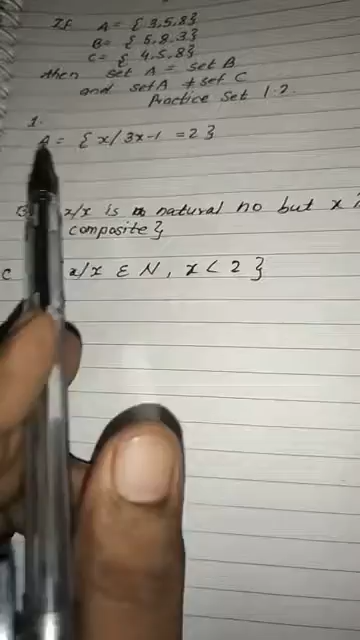 If A = { 3,5,8}
B = { 5,8,3}
C = { 4,5,8}
then set A = set B
and set A ≠ set C
Practice Set 1.2.
1.
A = { x/ 3x-1 = 2 }
x/x is natural no but x
composite}
C x/x ∈ N, x < 2 }